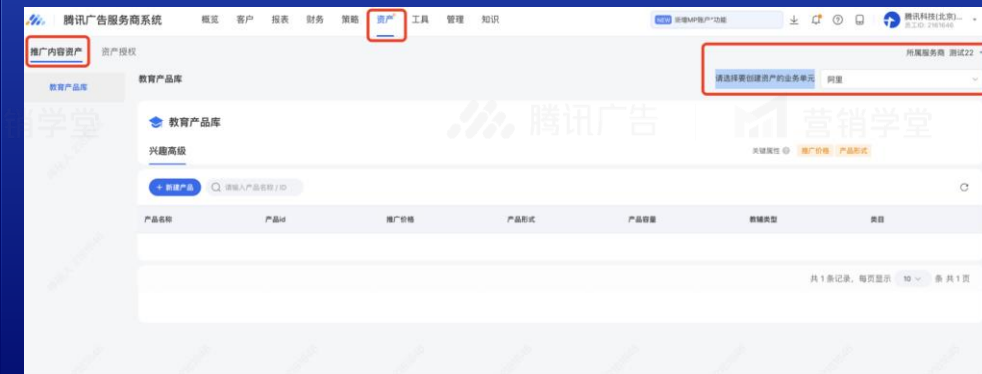 腾讯广告服务商系统 概览 客户 报表 财务 策略 资产 工具 管理 知识 NEW 腾讯科技(北京)...
推广内容资产 资产授权 所属服务商 测试22
教育产品库 教育产品库 请选择要创建资产的业务单元 阿里
教育产品库
腾讯广告 营销学堂
兴趣高级 关键属性 推广价格 产品形式
+ 新建产品 请输入产品名称 / ID
产品名称 产品id 推广价格 产品形式 产品容量 教辅类型 类目
共 1 条记录，每页显示 10 条 共 1 页